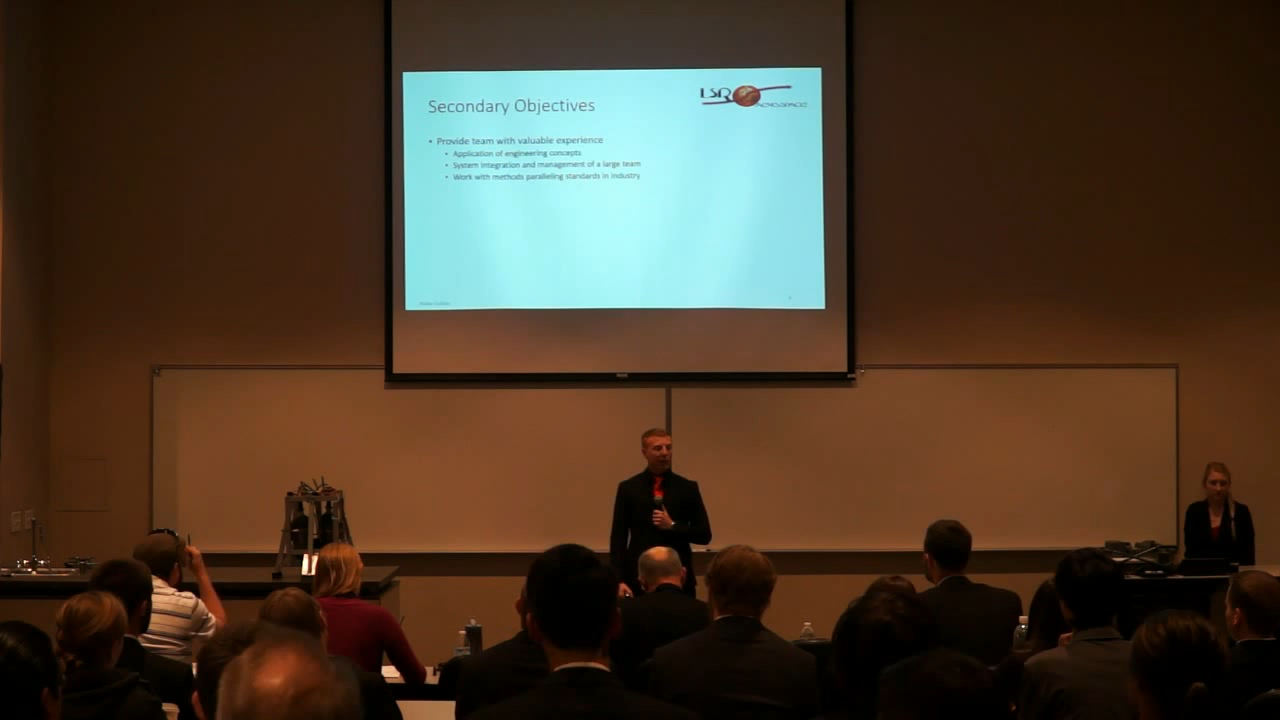 Secondary Objectives
LSR
AEROSPACE
• Provide team with valuable experience
• Application of engineering concepts
• System integration and management of a large team
• Work with methods paralleling standards in industry